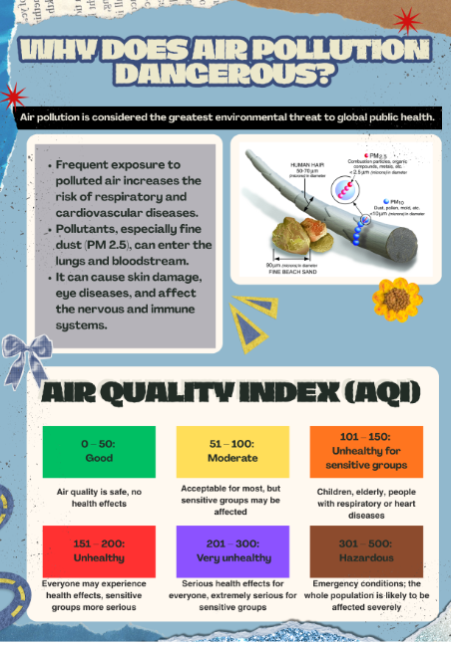 WHY DOES AIR POLLUTION
DANGEROUS?
Air pollution is considered the greatest environmental threat to global public health.
• Frequent exposure to
polluted air increases the
risk of respiratory and
cardiovascular diseases.
• Pollutants, especially fine
dust (PM 2.5), can enter the
lungs and bloodstream.
• It can cause skin damage,
eye diseases, and affect
the nervous and immune
systems.
HUMAN HAIR
50-70 μm
(microns) in diameter
PM2.5
Combustion particles, organic
compounds, metals, etc.
<2.5 μm (microns) in diameter
PM10
Dust, pollen, mold, etc.
<10 μm (microns) in diameter
90 μm (microns) in diameter
FINE BEACH SAND
AIR QUALITY INDEX (AQI)
0 – 50:
Good
Air quality is safe, no
health effects
51 – 100:
Moderate
Acceptable for most, but
sensitive groups may be
affected
101 – 150:
Unhealthy for
sensitive groups
Children, elderly, people
with respiratory or heart
diseases
151 – 200:
Unhealthy
Everyone may experience
health effects, sensitive
groups more serious
201 – 300:
Very unhealthy
Serious health effects for
everyone, extremely serious for
sensitive groups
301 – 500:
Hazardous
Emergency conditions; the
whole population is likely to be
affected severely